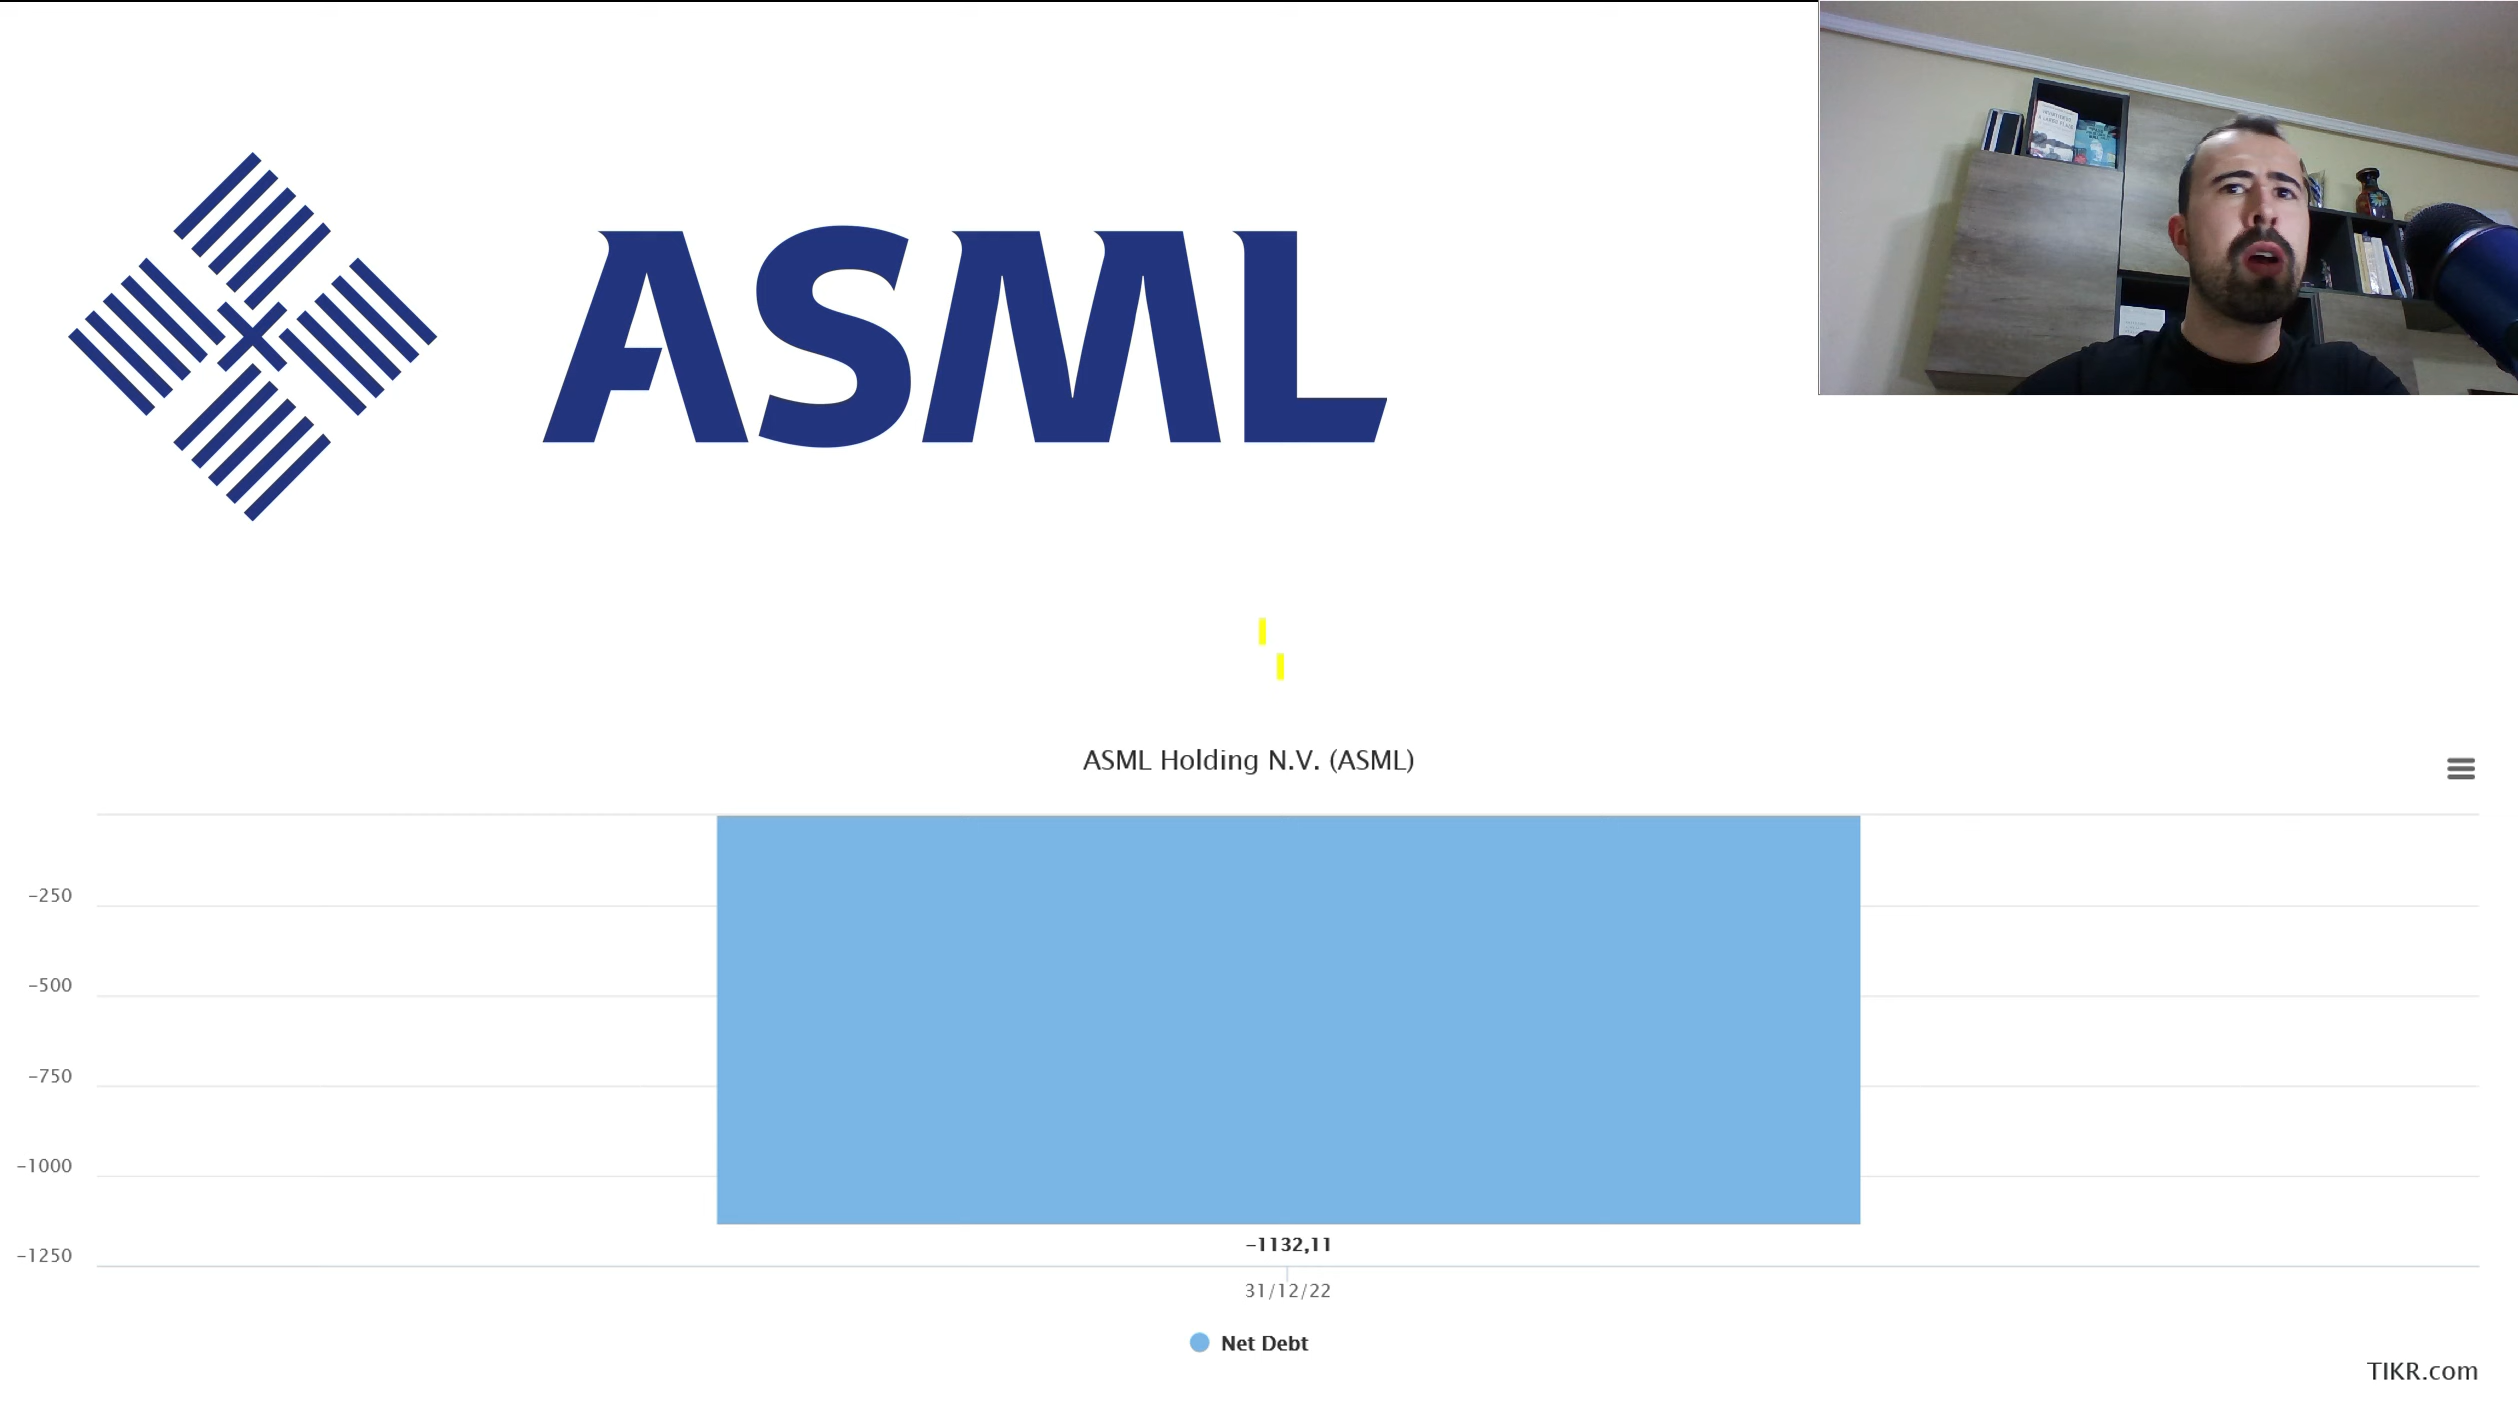 ASML
ASML Holding N.V. (ASML)
-250
-500
-750
-1000
-1250
-1132,11
31/12/22
Net Debt
TIKR.com